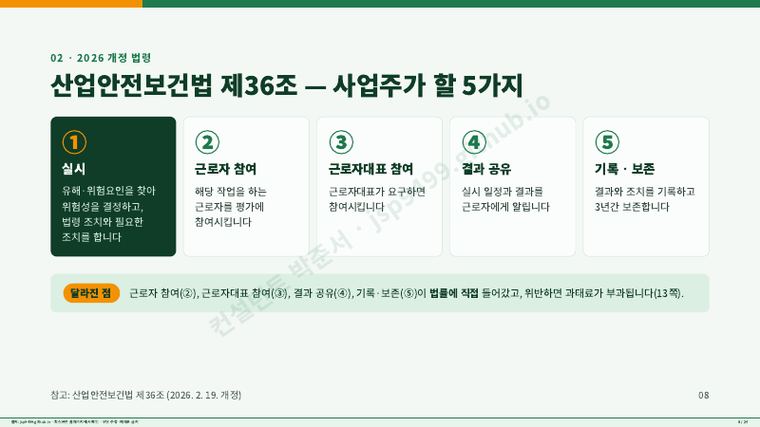 02 · 2026 개정 법령
산업안전보건법 제36조 — 사업주가 할 5가지
①
실시
유해·위험요인을 찾아
위험성을 결정하고,
법령 조치와 필요한
조치를 합니다
②
근로자 참여
해당 작업을 하는
근로자를 평가에
참여시킵니다
③
근로자대표 참여
근로자대표가 요구하면
참여시킵니다
④
결과 공유
실시 일정과 결과를
근로자에게 알립니다
⑤
기록 · 보존
결과와 조치를 기록하고
3년간 보존합니다
달라진 점 근로자 참여(②), 근로자대표 참여(③), 결과 공유(④), 기록·보존(⑤)이 법률에 직접 들어갔고, 위반하면 과태료가 부과됩니다(13쪽).
컨설턴트 박준서 · jsp9499.github.io
참고: 산업안전보건법 제36조 (2026. 2. 19. 개정)
08